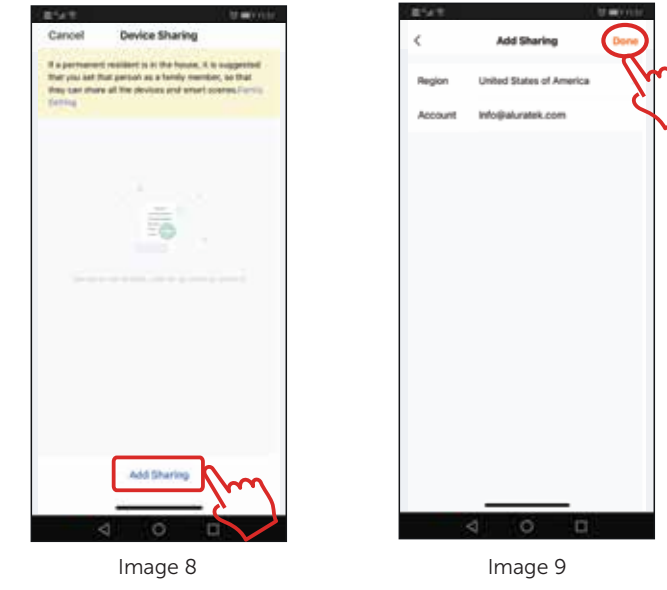 Cancel Device Sharing
If a permanent resident is in the house, it is suggested
that you set that person as a family member, so that
they can share all the devices and smart scenes.Family
Setting
Add Sharing
Image 8
Add Sharing Done
Region United States of America
Account Info@aluratek.com
Image 9